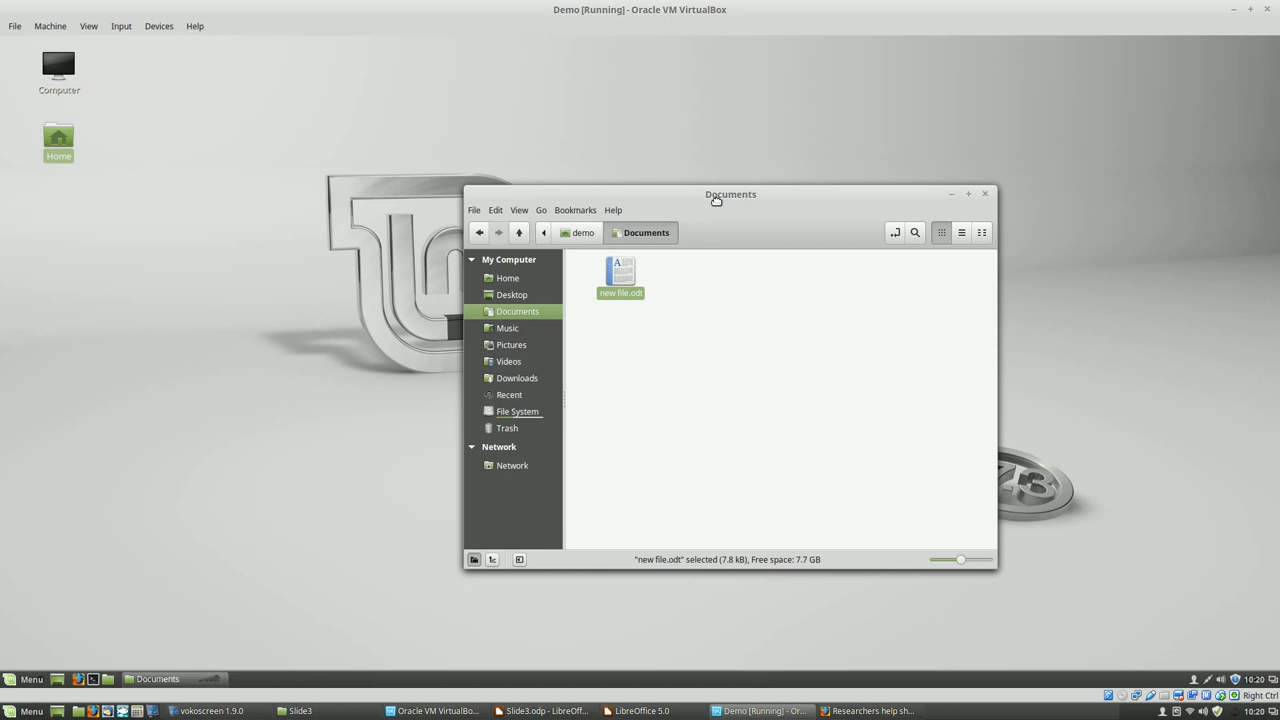 Demo [Running] - Oracle VM VirtualBox
File Machine View Input Devices Help
Computer
Home
Documents
File Edit View Go Bookmarks Help
demo Documents
My Computer
Home
Desktop
Documents
Music
Pictures
Videos
Downloads
Recent
File System
Trash
Network
Network
A
new file.odt
"new file.odt" selected (7.8 kB), Free space: 7.7 GB
Menu Documents 10:20
Right Ctrl
Menu vokoscreen 1.9.0 Slide3 Oracle VM VirtualBo... Slide3.odp - LibreOffic... LibreOffice 5.0 Demo [Running] - Or... Researchers help sh... 10:20